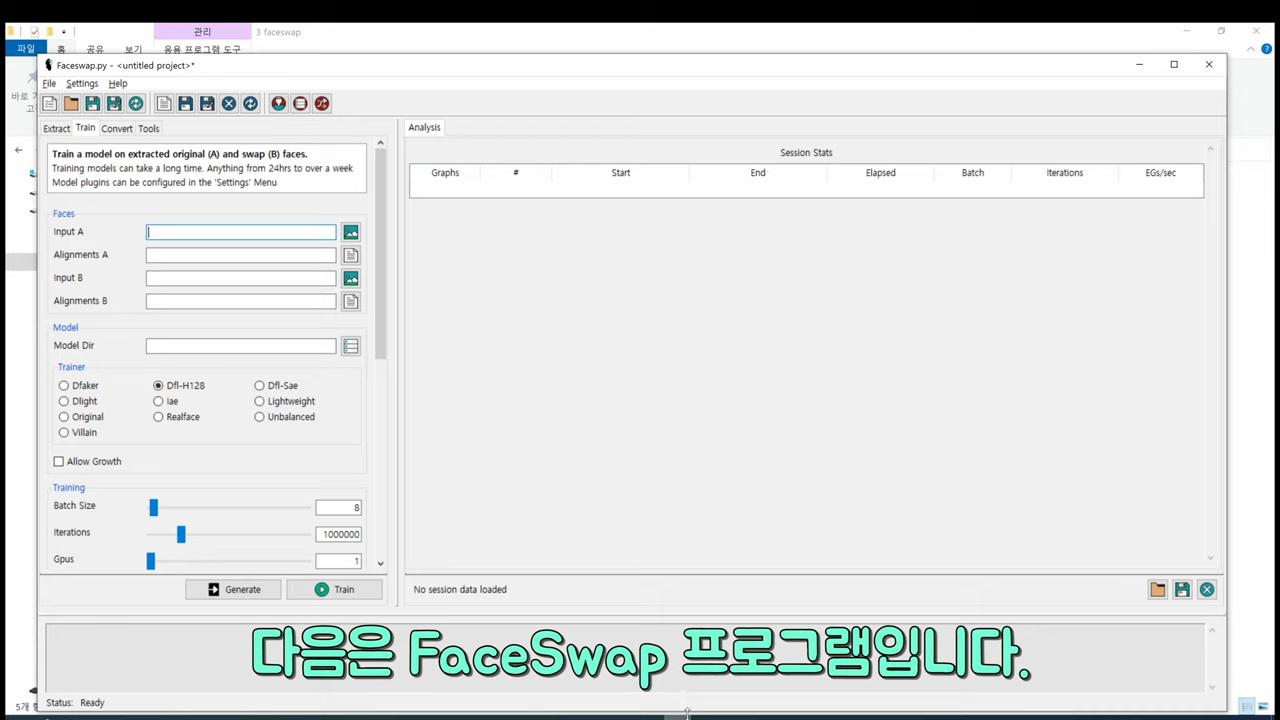 관리
3 faceswap
파일
홈
공유
보기
응용 프로그램 도구
Faceswap.py - <untitled project>*
File Settings Help
Extract Train Convert Tools
Analysis
Train a model on extracted original (A) and swap (B) faces.
Training models can take a long time. Anything from 24hrs to over a week
Model plugins can be configured in the 'Settings' Menu
Session Stats
Graphs # Start End Elapsed Batch Iterations EGs/sec
Faces
Input A
Alignments A
Input B
Alignments B
Model
Model Dir
Trainer
Dfaker Dfl-H128 Dfl-Sae
Dlight Iae Lightweight
Original Realface Unbalanced
Villain
Allow Growth
Training
Batch Size 8
Iterations 1000000
Gpus 1
Generate Train
No session data loaded
다음은 FaceSwap 프로그램입니다.
Status: Ready